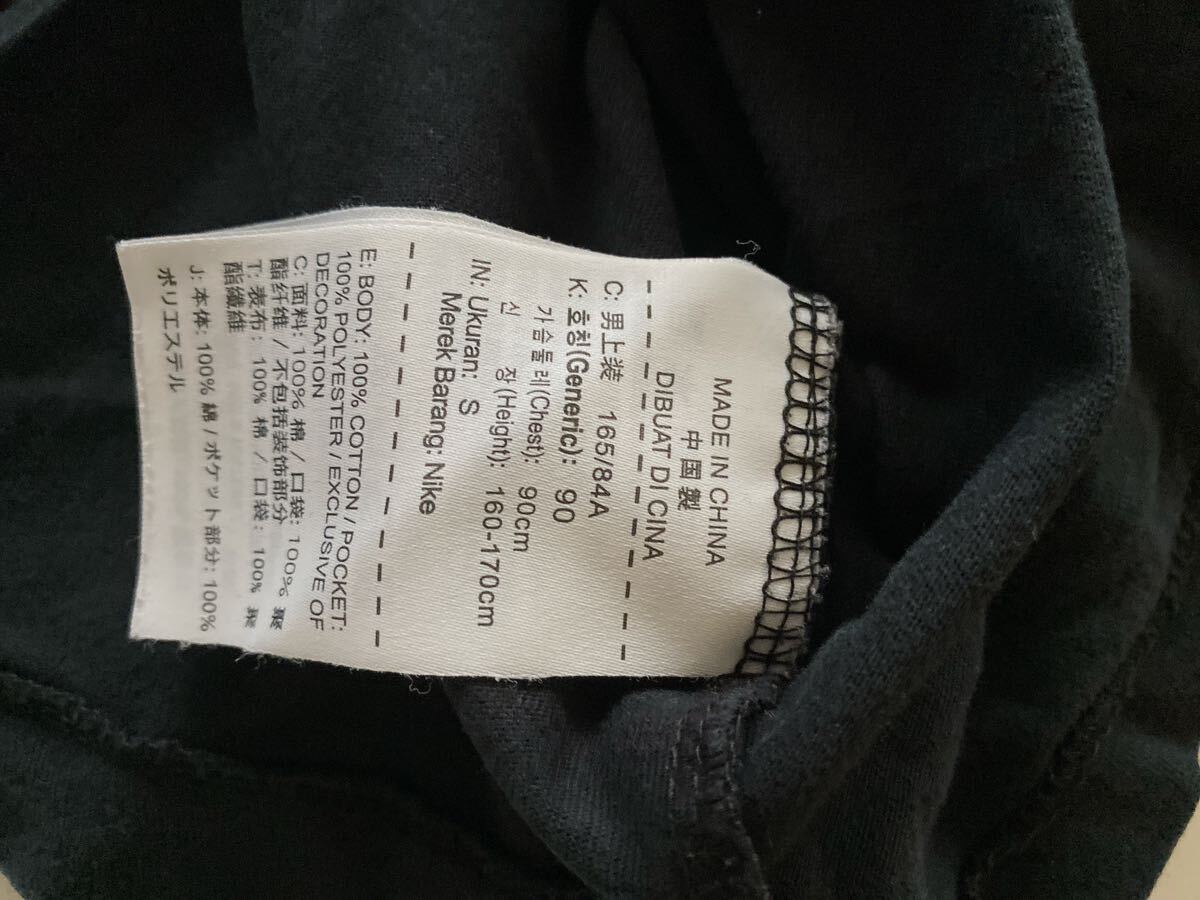 MADE IN CHINA
中国製
DIBUAT DI CINA
C: 男上装 165/84A
K: 호칭(Generic): 90
가슴둘레(Chest): 90cm
신 장(Height): 160-170cm
IN: Ukuran: S
Merek Barang: Nike
E: BODY: 100% COTTON / POCKET:
100% POLYESTER / EXCLUSIVE OF
DECORATION
C: 面料: 100% 棉 / 口袋: 100% 聚
酯纤维 / 不包括装饰部分
T: 表布: 100% 棉 / 口袋: 100% 聚
酯纖維
J: 本体: 100% 綿 / ポケット部分: 100%
ポリエステル